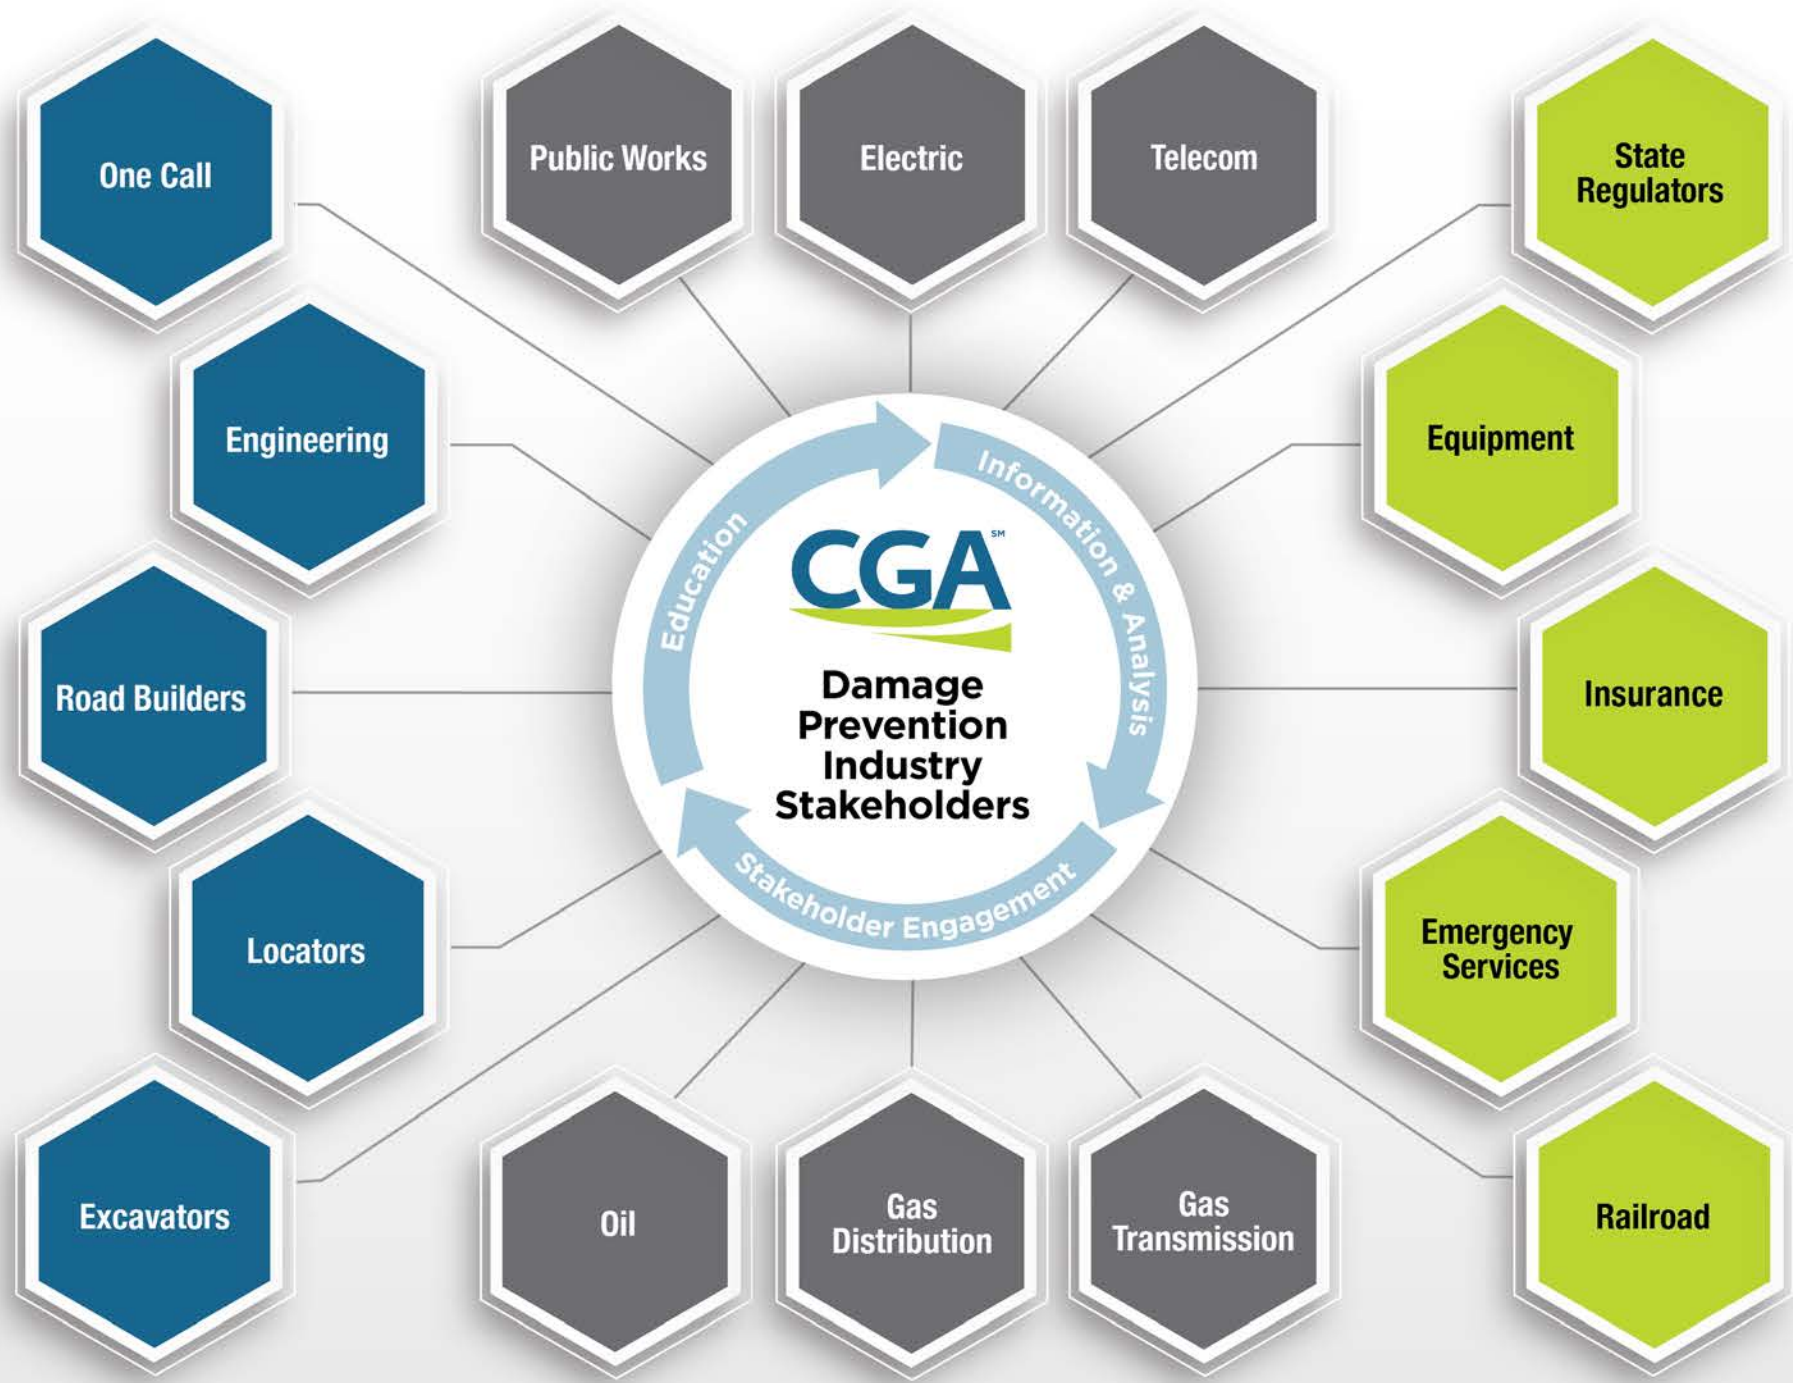 One Call
Public Works
Electric
Telecom
State
Regulators
Engineering
Equipment
Road Builders
Insurance
Locators
Emergency
Services
Excavators
Oil
Gas
Distribution
Gas
Transmission
Railroad
Education
Information & Analysis
Stakeholder Engagement
CGA SM
Damage
Prevention
Industry
Stakeholders